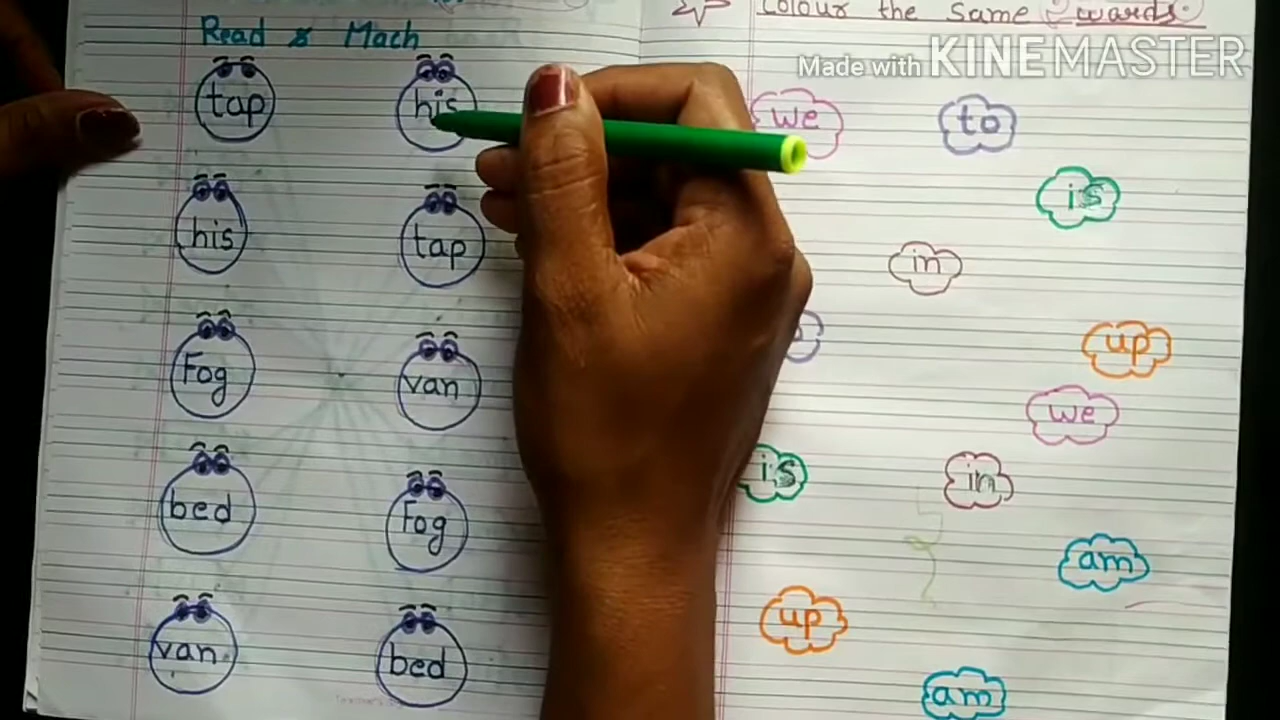 Read & Mach
tap his
his tap
Fog van
bed Fog
van bed
Colour the Same wards
Made with KINEMASTER
we to
is
in
up
we
is in
am
up
am